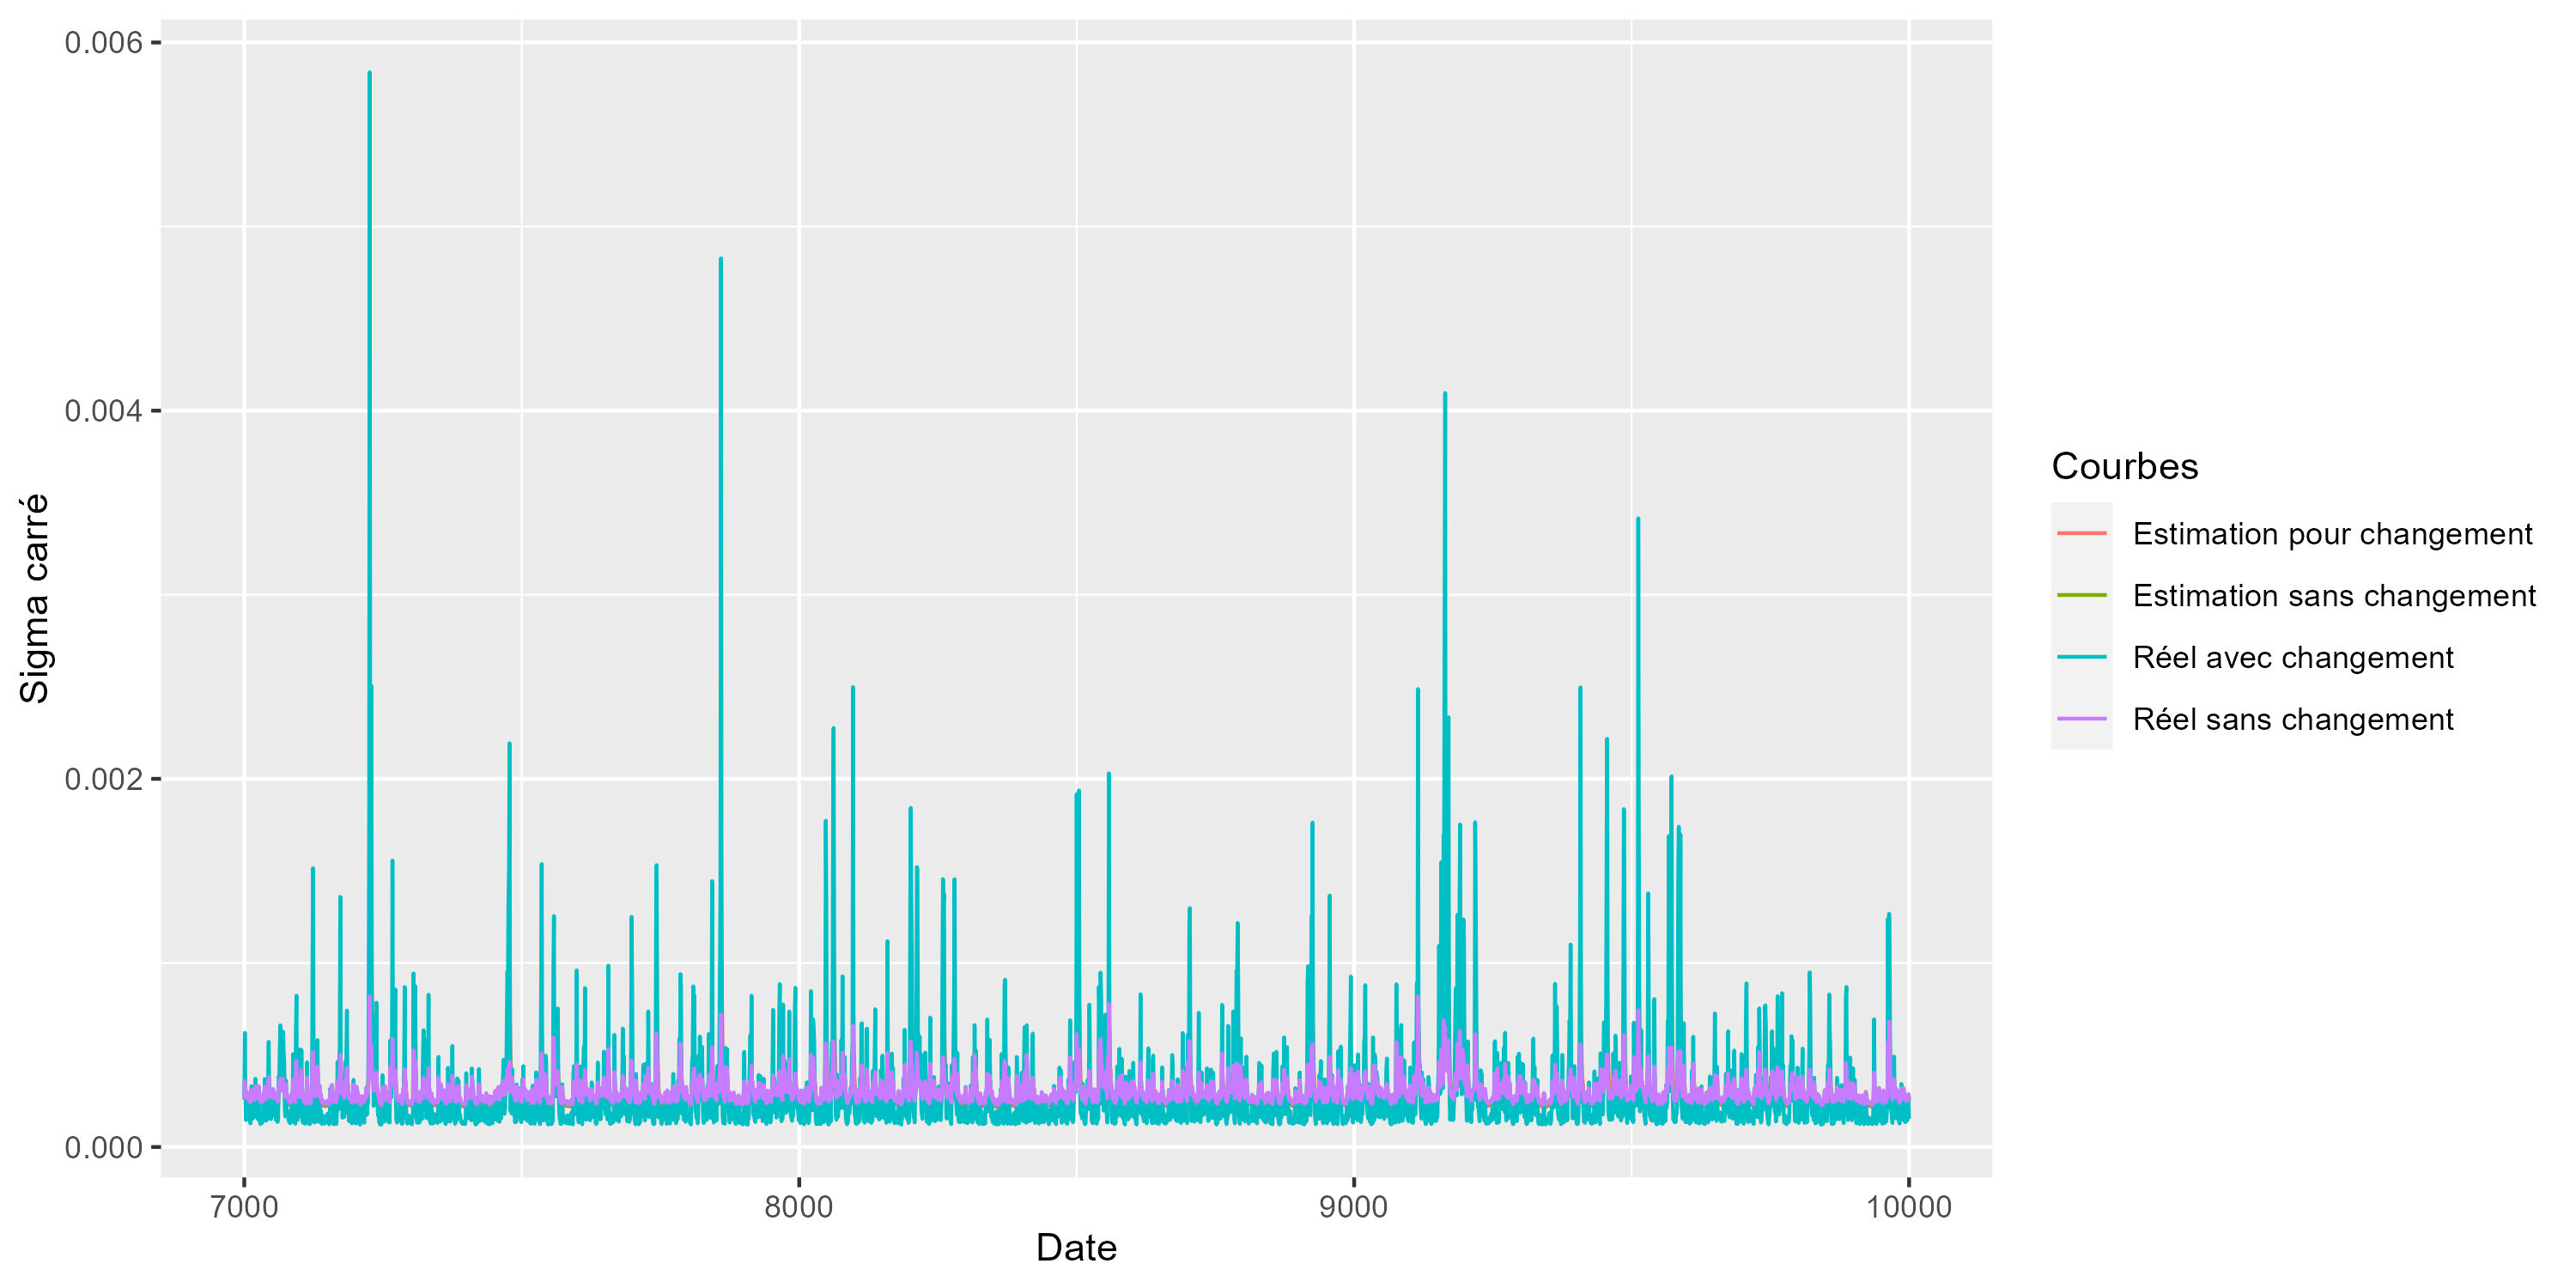 0.006
0.004
0.002
0.000
Sigma carré
7000
8000
9000
10000
Date
Courbes
Estimation pour changement
Estimation sans changement
Réel avec changement
Réel sans changement